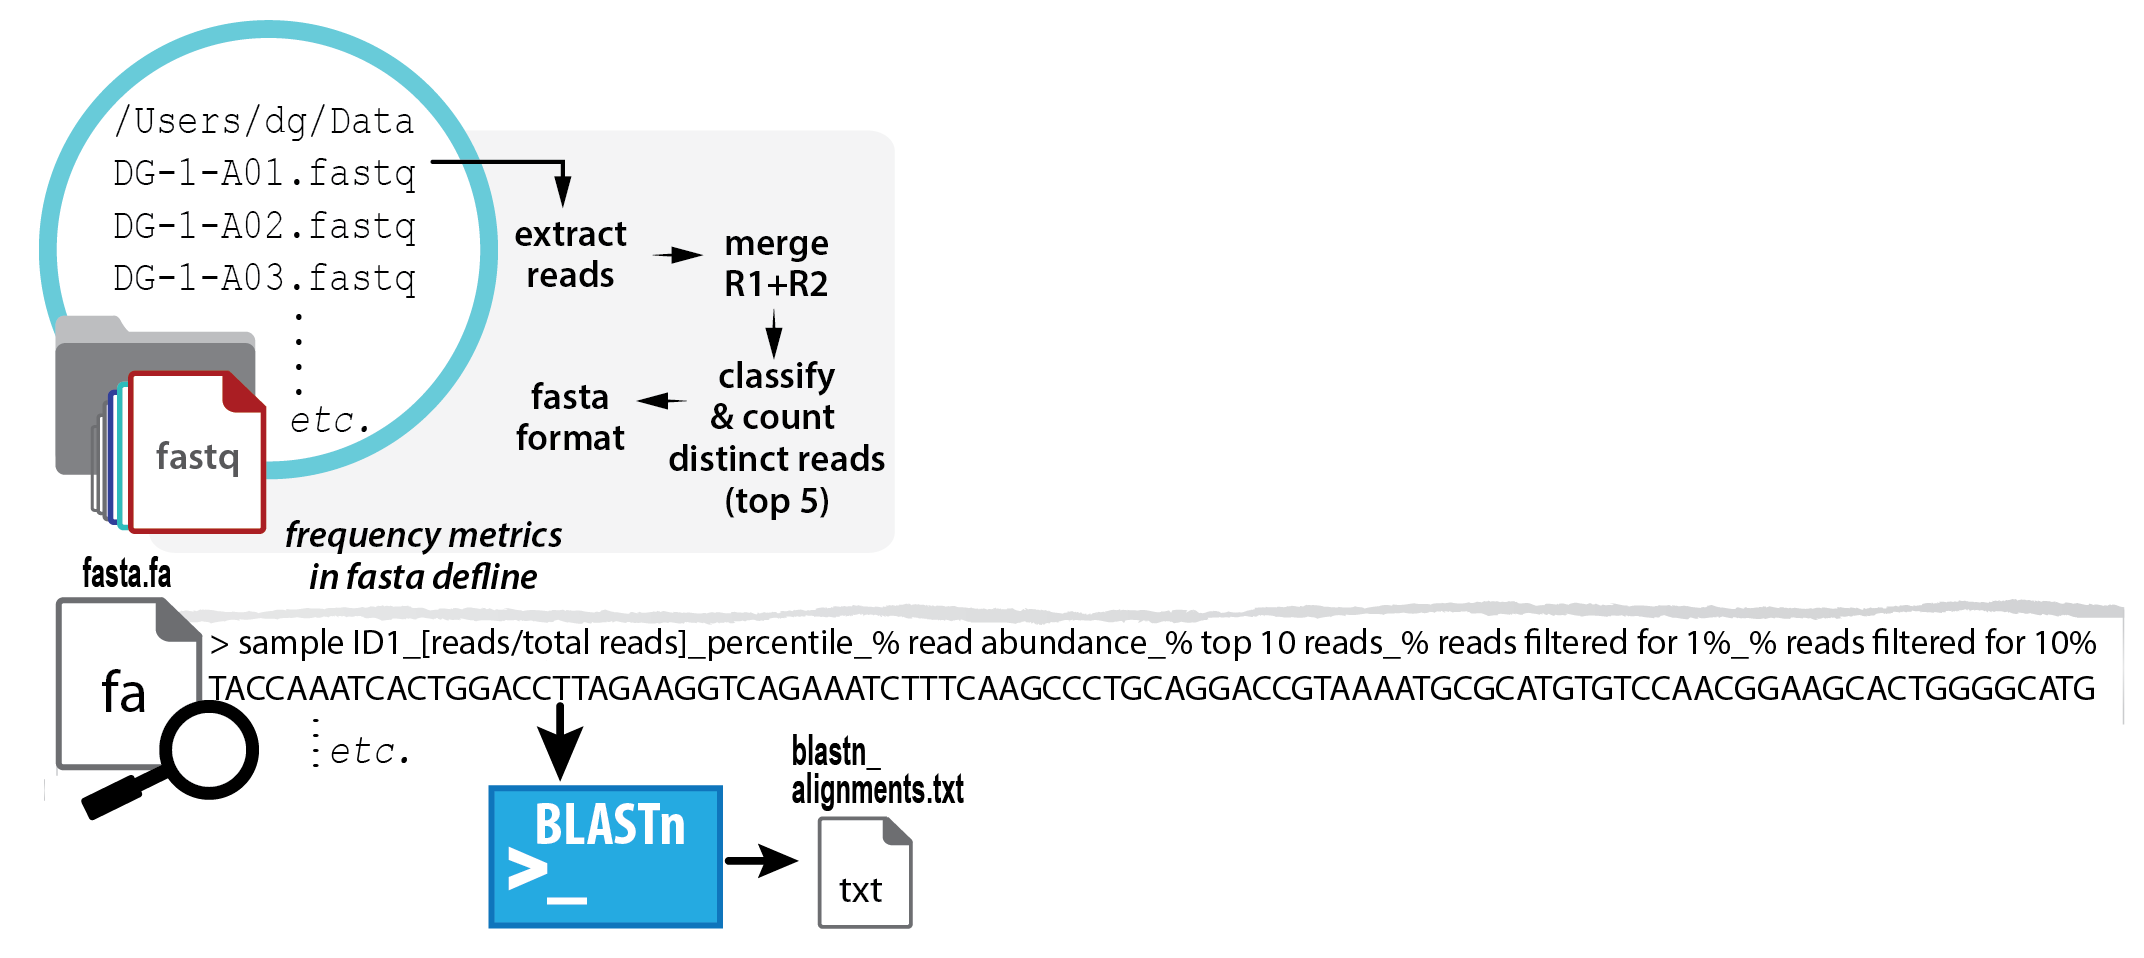 /Users/dg/Data
DG-1-A01.fastq
DG-1-A02.fastq
DG-1-A03.fastq
etc.
fastq
extract
reads
merge
R1+R2
classify
& count
distinct reads
(top 5)
fasta
format
frequency metrics
in fasta defline
fasta.fa
fa
> sample ID1_[reads/total reads]_percentile_% read abundance_% top 10 reads_% reads filtered for 1%_% reads filtered for 10%
TACCAAATCACTGGACCTTAGAAGGTCAGAAATCTTTCAAGCCCTGCAGGACCGTAAAATGCGCATGTGTCCAACGGAAGCACTGGGGCATG
etc.
BLASTn
>_
blastn_
alignments.txt
txt